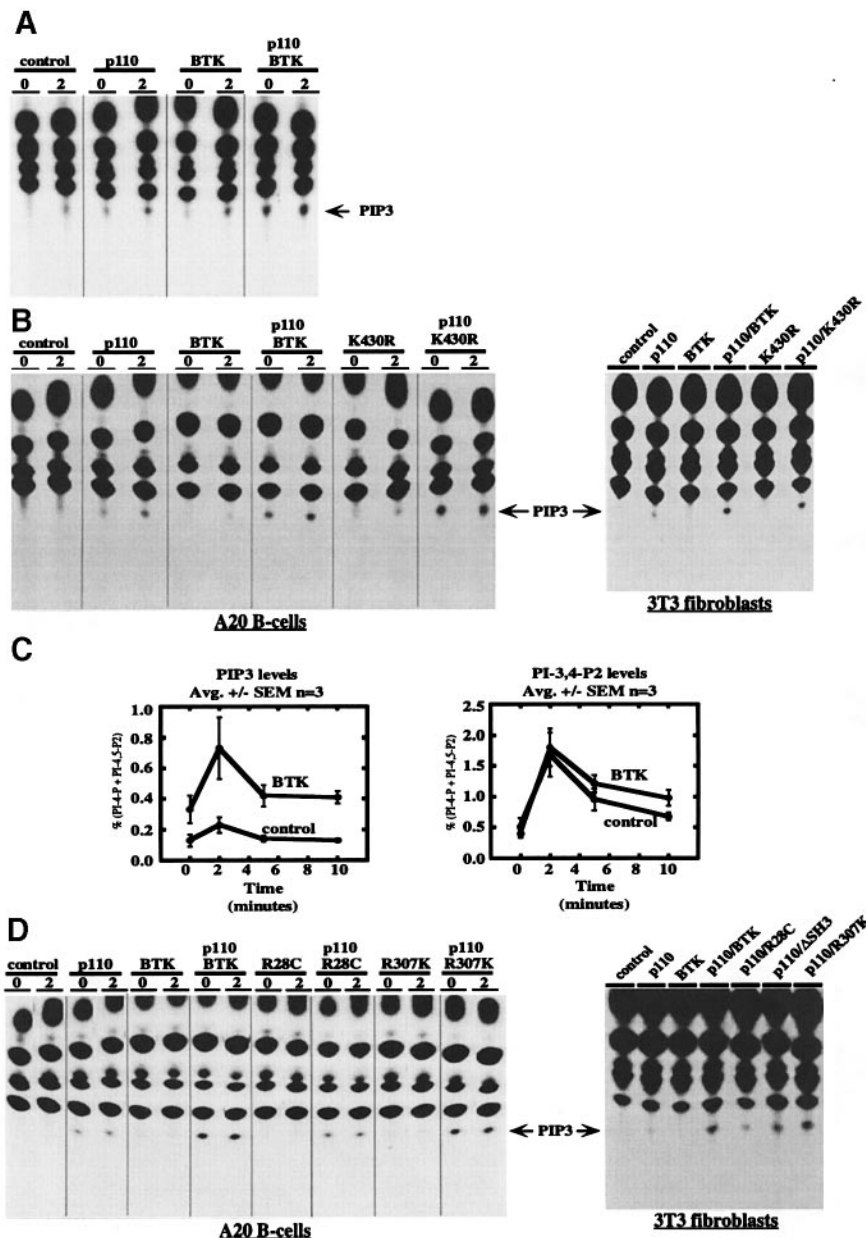 A
p110
control p110 BTK BTK
0 2 0 2 0 2 0 2
PIP3
B
p110 p110
control p110 BTK BTK K430R K430R
0 2 0 2 0 2 0 2 0 2 0 2
control p110 BTK p110/BTK K430R p110/K430R
PIP3
A20 B-cells
3T3 fibroblasts
C
PIP3 levels
Avg. +/- SEM n=3
% (PI-4-P + PI-4,5-P2)
1.0
0.8
0.6
0.4
0.2
0.0
BTK
control
0 2 4 6 8 10
Time
(minutes)
PI-3,4-P2 levels
Avg. +/- SEM n=3
% (PI-4-P + PI-4,5-P2)
2.5
2.0
1.5
1.0
0.5
0.0
BTK
control
0 2 4 6 8 10
Time
(minutes)
D
p110 p110 p110
control p110 BTK BTK R28C R28C R307K R307K
0 2 0 2 0 2 0 2 0 2 0 2 0 2 0 2
control p110 BTK p110/BTK p110/R28C p110/ΔSH3 p110/R307K
PIP3
A20 B-cells
3T3 fibroblasts